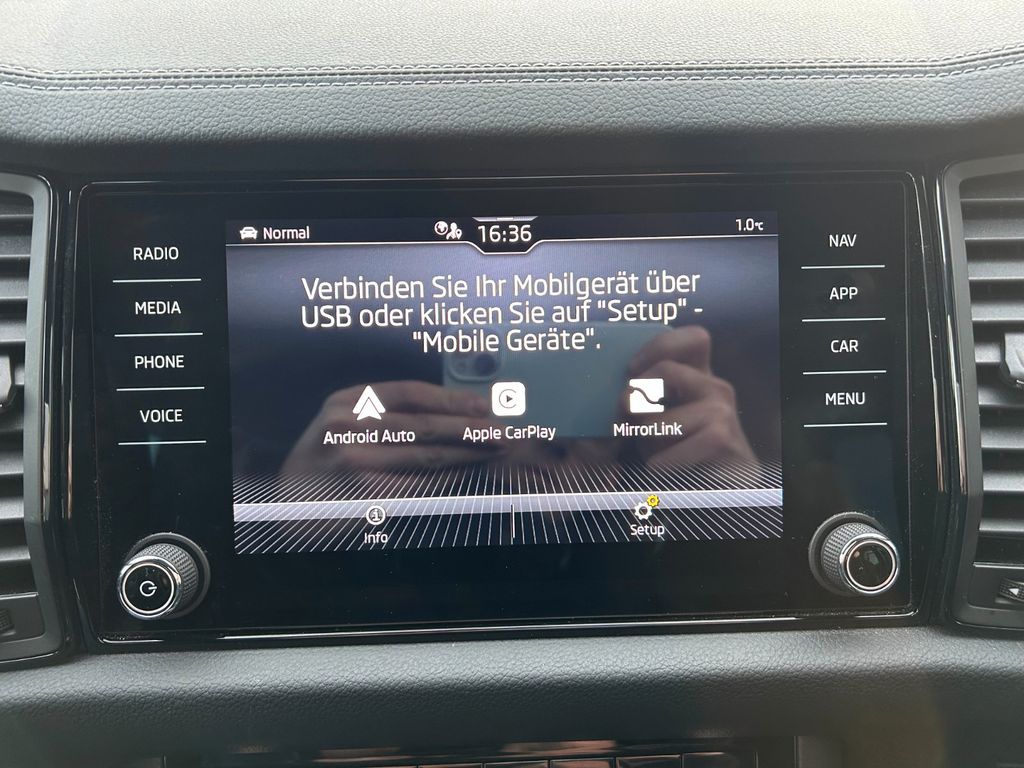 Normal
16:36
1.0°C
Verbinden Sie Ihr Mobilgerät über
USB oder klicken Sie auf "Setup" -
"Mobile Geräte".
Android Auto
Apple CarPlay
MirrorLink
Info
Setup
RADIO
MEDIA
PHONE
VOICE
NAV
APP
CAR
MENU